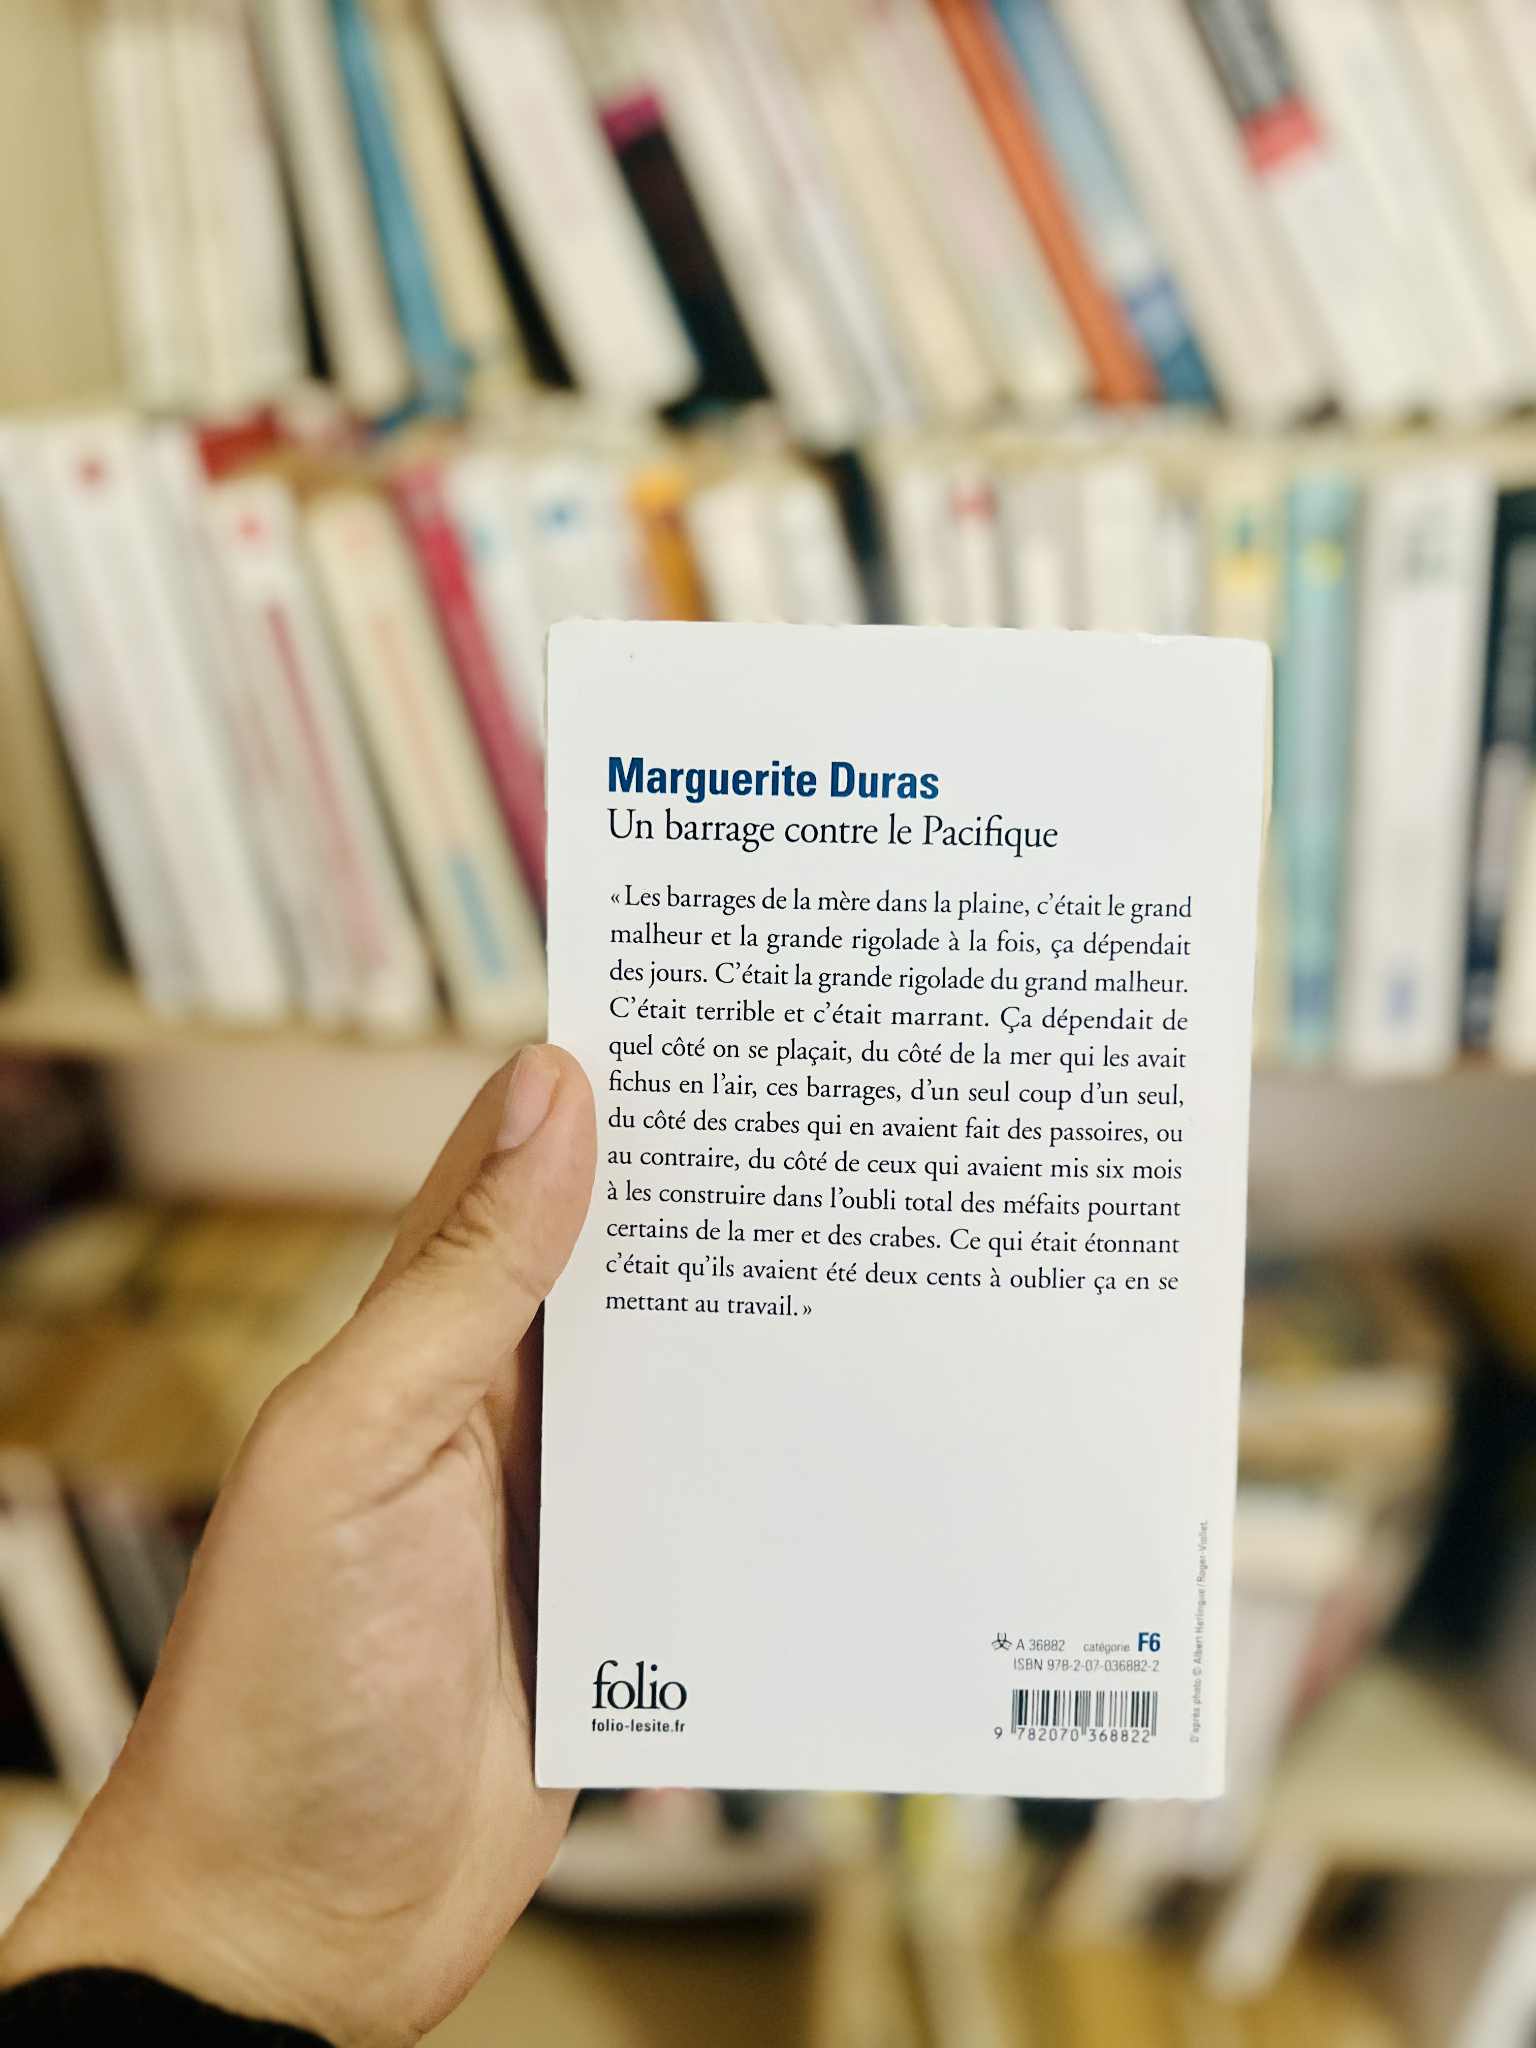 Marguerite Duras
Un barrage contre le Pacifique
« Les barrages de la mère dans la plaine, c’était le grand
malheur et la grande rigolade à la fois, ça dépendait
des jours. C’était la grande rigolade du grand malheur.
C’était terrible et c’était marrant. Ça dépendait de
quel côté on se plaçait, du côté de la mer qui les avait
fichus en l’air, ces barrages, d’un seul coup d’un seul,
du côté des crabes qui en avaient fait des passoires, ou
au contraire, du côté de ceux qui avaient mis six mois
à les construire dans l’oubli total des méfaits pourtant
certains de la mer et des crabes. Ce qui était étonnant
c’était qu’ils avaient été deux cents à oublier ça en se
mettant au travail. »
folio
folio-lesite.fr
A 36882 catégorie F6
ISBN 978-2-07-036882-2
9 782070 368822
D'après photo © Albert Harlingue / Roger-Viollet.